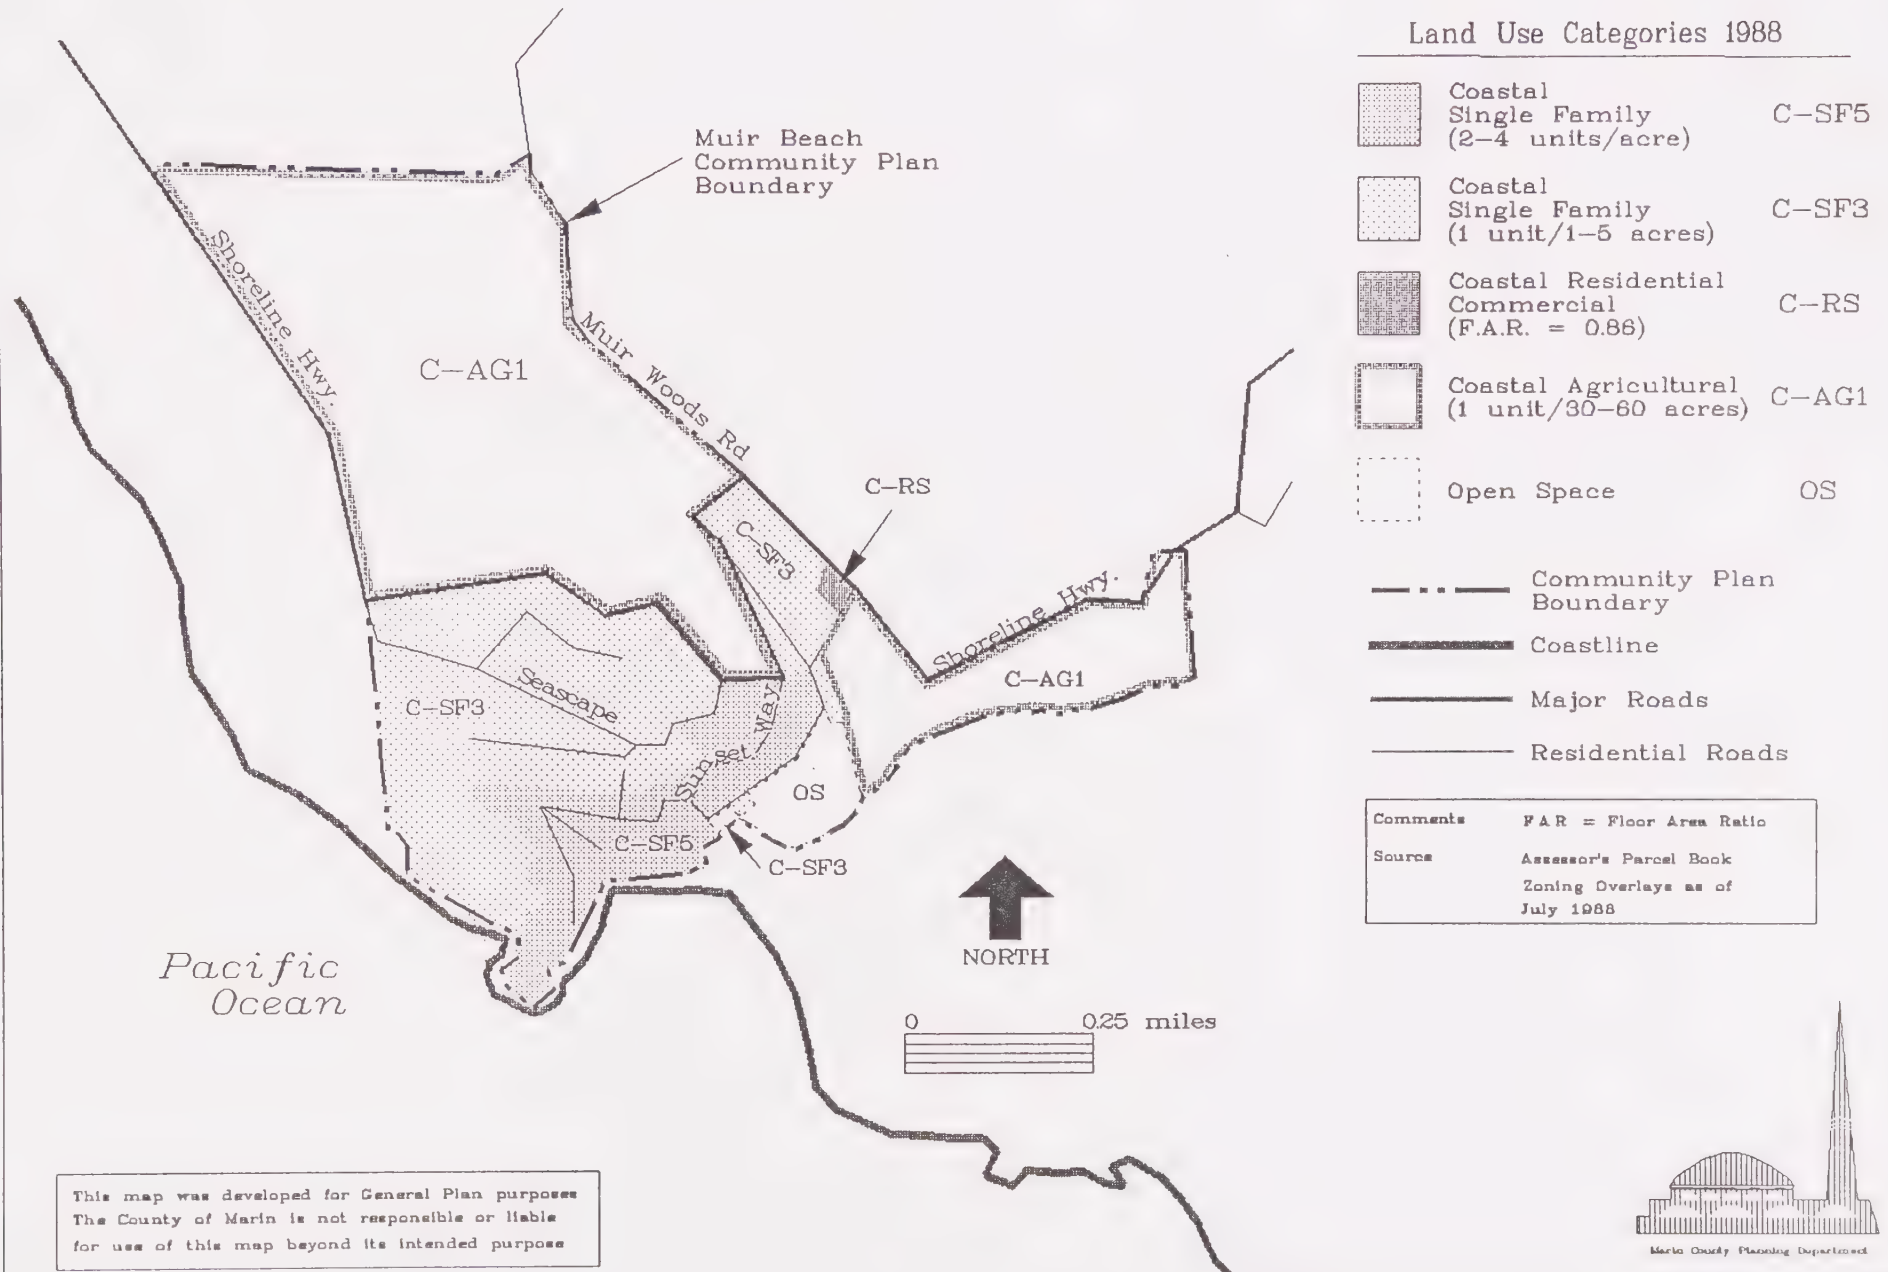 Land Use Categories 1988
Coastal
Single Family
(2-4 units/acre)
C-SF5
Coastal
Single Family
(1 unit/1-5 acres)
C-SF3
Coastal Residential
Commercial
(F.A.R. = 0.86)
C-RS
Coastal Agricultural
(1 unit/30-60 acres)
C-AG1
Open Space
OS
Community Plan
Boundary
Coastline
Major Roads
Residential Roads
Comments FAR = Floor Area Ratio
Source Assessor's Parcel Book
Zoning Overlays as of
July 1988
Muir Beach
Community Plan
Boundary
Shoreline Hwy.
C-AG1
Muir Woods Rd
C-RS
C-SF3
Shoreline Hwy.
C-AG1
Seascape
C-SF3
Sunset Way
OS
C-SF5
C-SF3
NORTH
Pacific
Ocean
0 0.25 miles
This map was developed for General Plan purposes
The County of Marin is not responsible or liable
for use of this map beyond its intended purpose
Marin County Planning Department